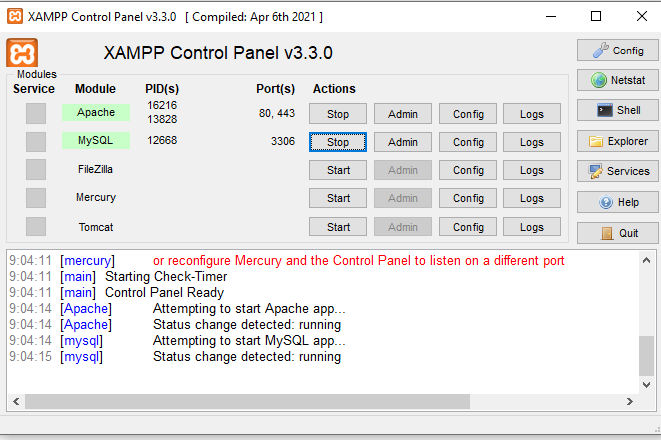 XAMPP Control Panel v3.3.0 [ Compiled: Apr 6th 2021 ]
XAMPP Control Panel v3.3.0
Config
Modules
Service Module PID(s) Port(s) Actions
Netstat
Apache 16216 13828 80, 443 Stop Admin Config Logs
Shell
MySQL 12668 3306 Stop Admin Config Logs
Explorer
FileZilla Start Admin Config Logs
Services
Mercury Start Admin Config Logs
Help
Tomcat Start Admin Config Logs
Quit
9:04:11 [mercury] or reconfigure Mercury and the Control Panel to listen on a different port
9:04:11 [main] Starting Check-Timer
9:04:11 [main] Control Panel Ready
9:04:14 [Apache] Attempting to start Apache app...
9:04:14 [Apache] Status change detected: running
9:04:14 [mysql] Attempting to start MySQL app...
9:04:15 [mysql] Status change detected: running